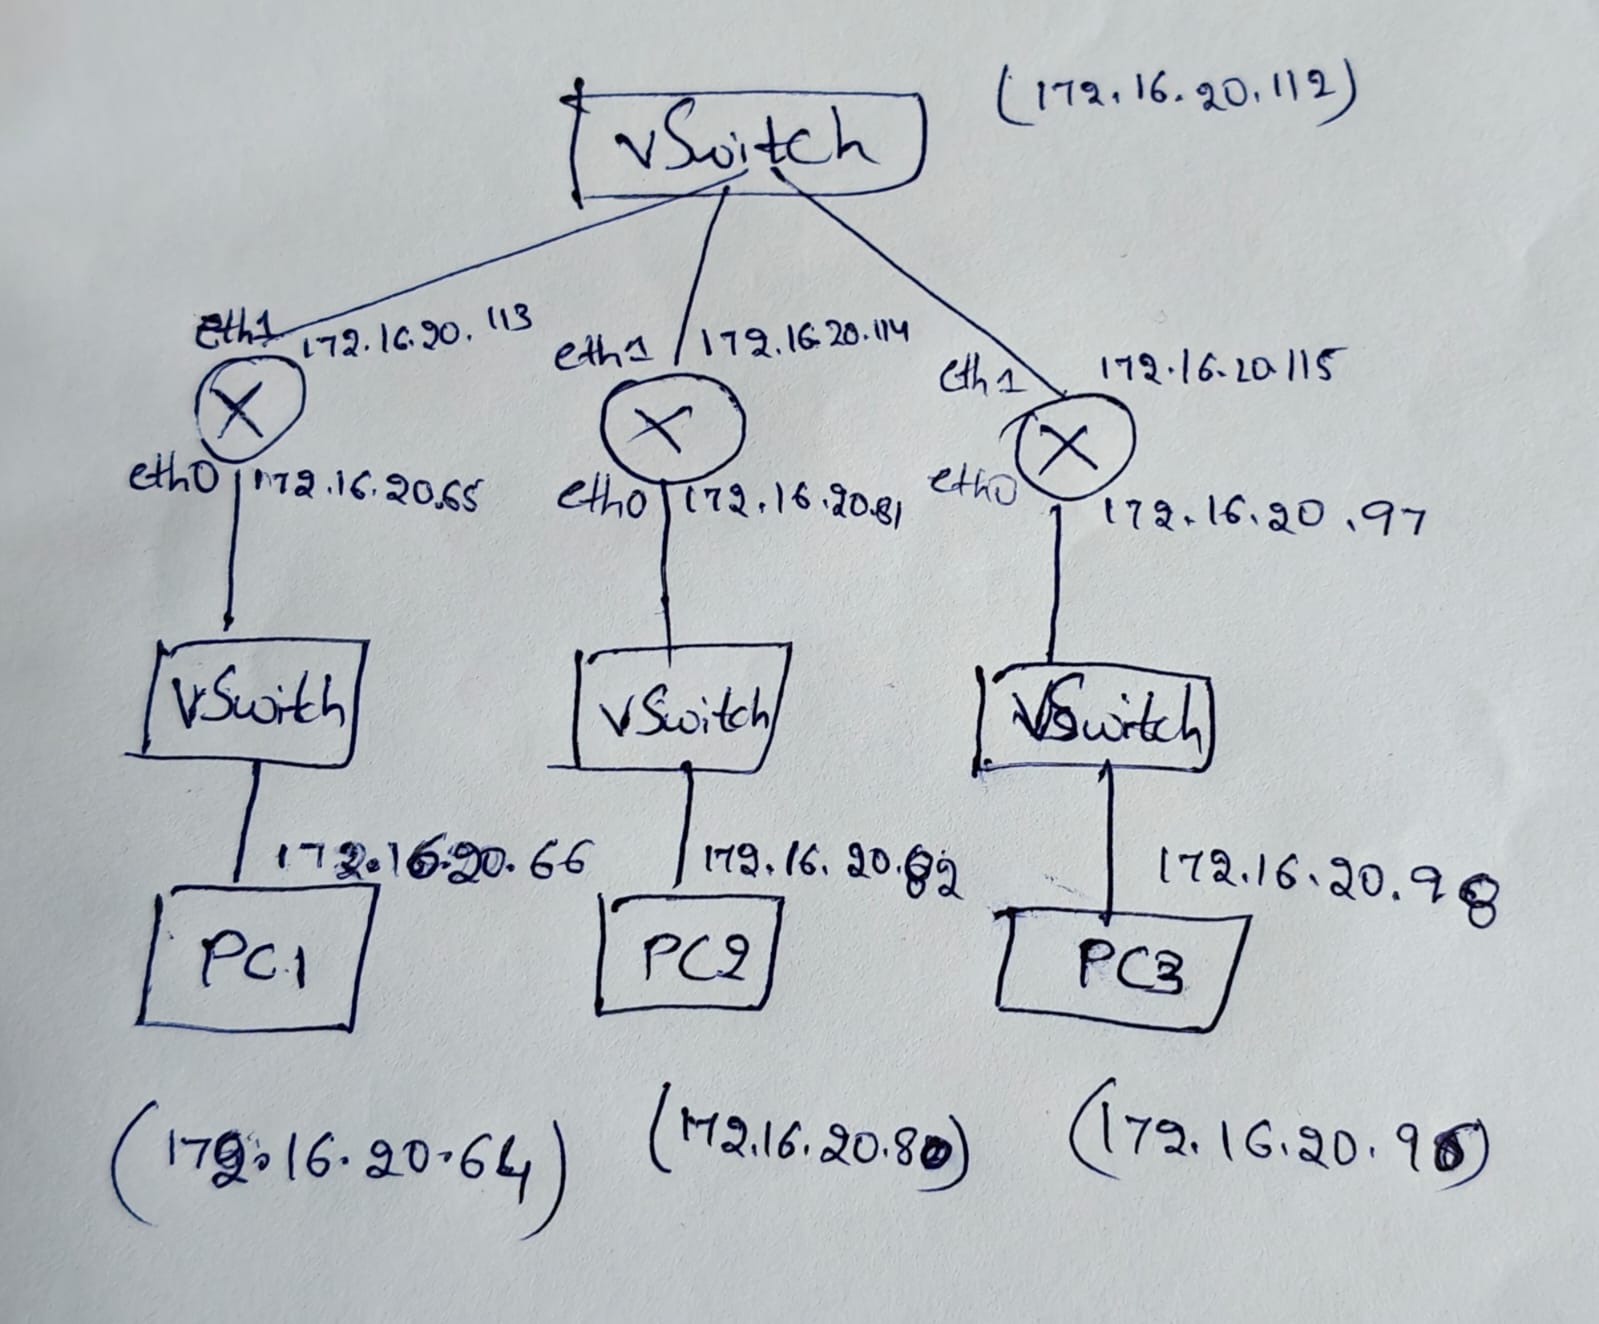 (172.16.20.112)
vSwitch
eth1 172.16.20.113
eth1 172.16.20.114
eth1 172.16.20.115
eth0 172.16.20.65
eth0 172.16.20.81
eth0 172.16.20.97
vSwitch
vSwitch
vSwitch
172.16.20.66
172.16.20.82
172.16.20.98
PC1
PC2
PC3
(172.16.20.64)
(172.16.20.80)
(172.16.20.96)